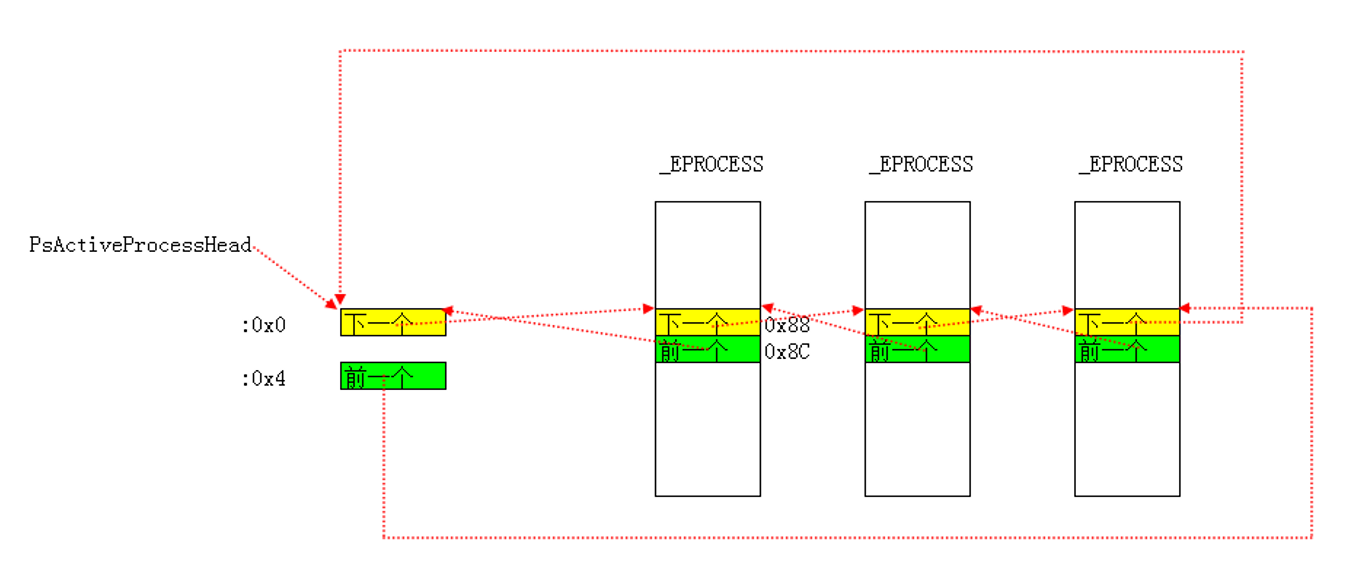 _EPROCESS _EPROCESS _EPROCESS
PsActiveProcessHead
:0x0 下一个 下一个 0x88 下一个 下一个
前一个 0x8C 前一个 前一个
:0x4 前一个